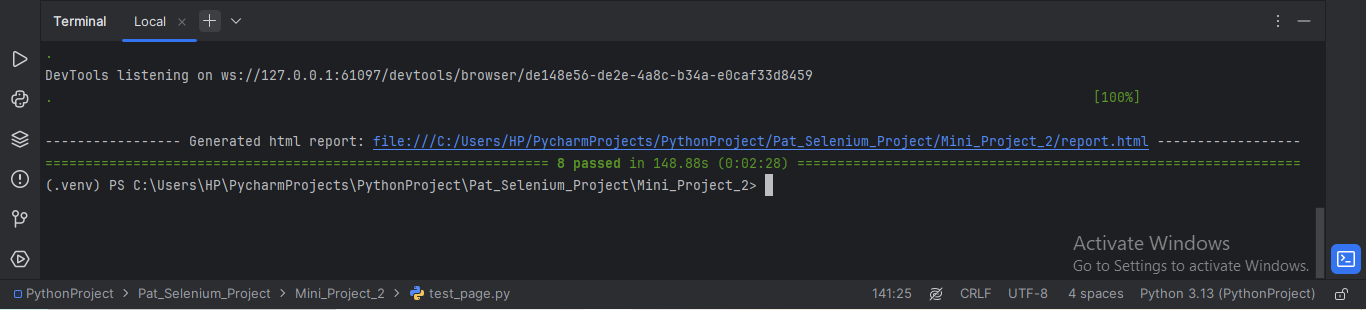 Terminal Local
.
DevTools listening on ws://127.0.0.1:61097/devtools/browser/de148e56-de2e-4a8c-b34a-e0caf33d8459
. [100%]
----------------- Generated html report: file:///C:/Users/HP/PycharmProjects/PythonProject/Pat_Selenium_Project/Mini_Project_2/report.html ------------------
=============================================================== 8 passed in 148.88s (0:02:28) ===============================================================
(.venv) PS C:\Users\HP\PycharmProjects\PythonProject\Pat_Selenium_Project\Mini_Project_2>
Activate Windows
Go to Settings to activate Windows.
PythonProject > Pat_Selenium_Project > Mini_Project_2 > test_page.py 141:25 CRLF UTF-8 4 spaces Python 3.13 (PythonProject)